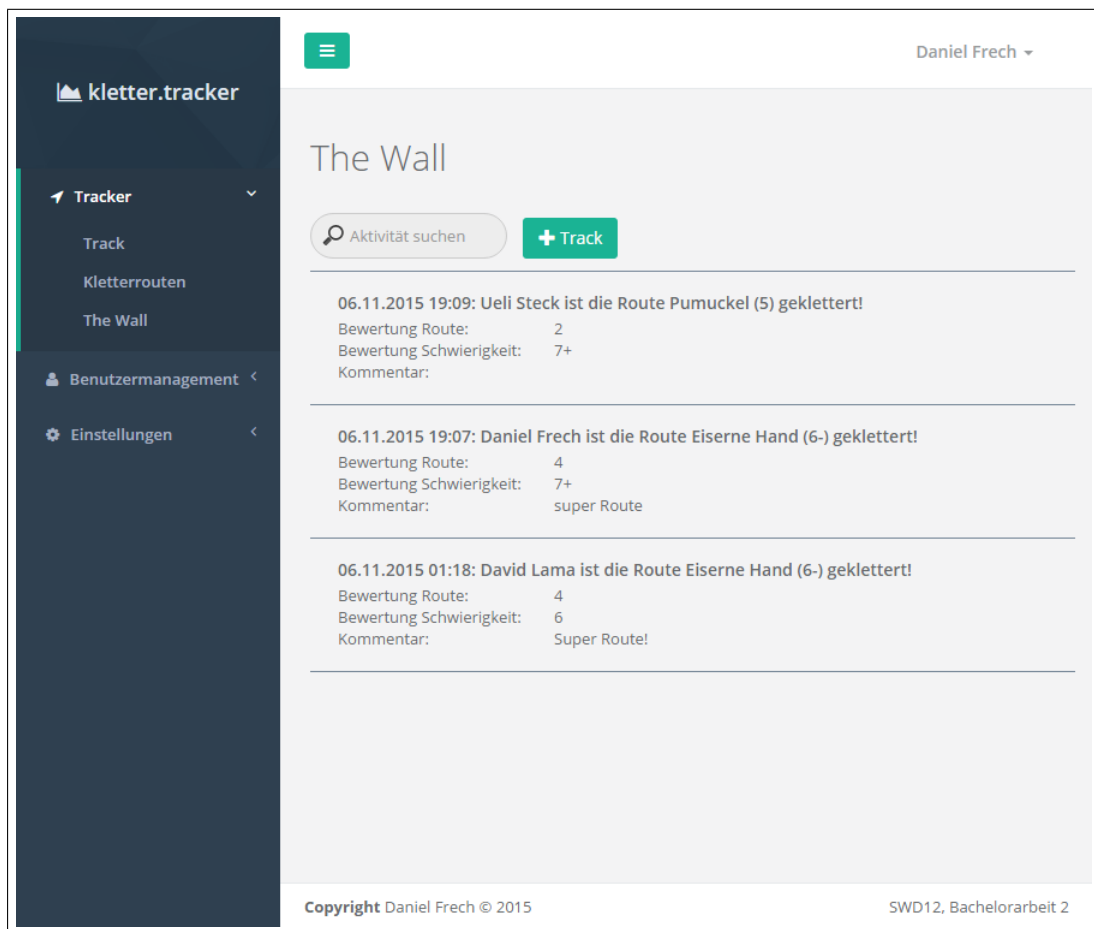 kletter.tracker
Tracker
Track
Kletterrouten
The Wall
Benutzermanagement
Einstellungen
Daniel Frech
The Wall
Aktivität suchen
Track
06.11.2015 19:09: Ueli Steck ist die Route Pumuckel (5) geklettert!
Bewertung Route: 2
Bewertung Schwierigkeit: 7+
Kommentar:
06.11.2015 19:07: Daniel Frech ist die Route Eiserne Hand (6-) geklettert!
Bewertung Route: 4
Bewertung Schwierigkeit: 7+
Kommentar: super Route
06.11.2015 01:18: David Lama ist die Route Eiserne Hand (6-) geklettert!
Bewertung Route: 4
Bewertung Schwierigkeit: 6
Kommentar: Super Route!
Copyright Daniel Frech © 2015
SWD12, Bachelorarbeit 2